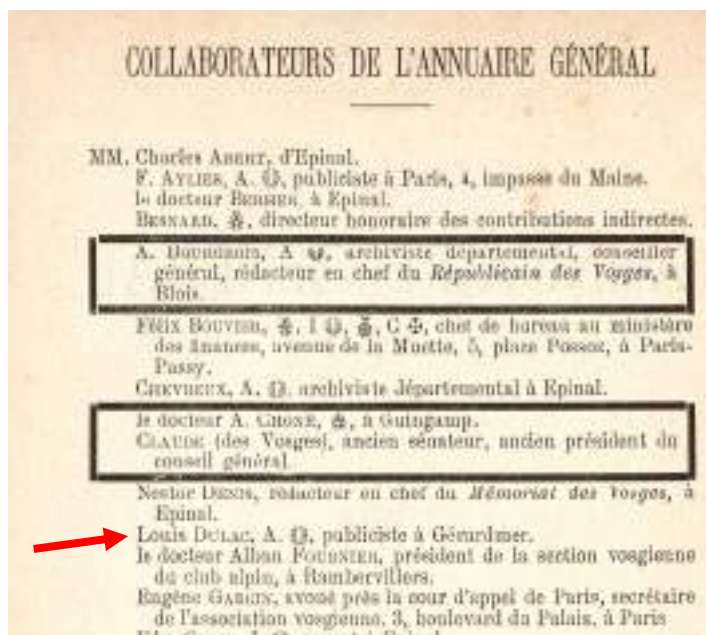 COLLABORATEURS DE L'ANNUAIRE GÉNÉRAL
MM. Charles d'Epinal.
F. AYLIES, A. publiciste à Paris, 4, impasse du Maine.
le docteur BERHER, à Epinal.
BESNARD, directeur honoraire des contributions indirectes.
A. A archiviste départemental, conseiller
général, rédacteur en chef du Républicain des Vosges, à
Blois.
Félix BOUVIER, I C chef de bureau au ministère
des finances, avenue de la Muette, 5, place Possoz, à Paris-
Passy.
CHEVREUX, A. archiviste départemental à Epinal.
le docteur A. à Guingamp.
CLAUDE (des Vosges), ancien sénateur, ancien président du
conseil général
Nestor DENIS, rédacteur en chef du Mémorial des Vosges, à
Epinal.
Louis DULAC, A. publiciste à Gérardmer.
le docteur Alban FOURNIER, président de la section vosgienne
du club alpin, à Rambervillers.
Eugène avoué près la cour d'appel de Paris, secrétaire
de l'association vosgienne, 3, boulevard du Palais, à Paris